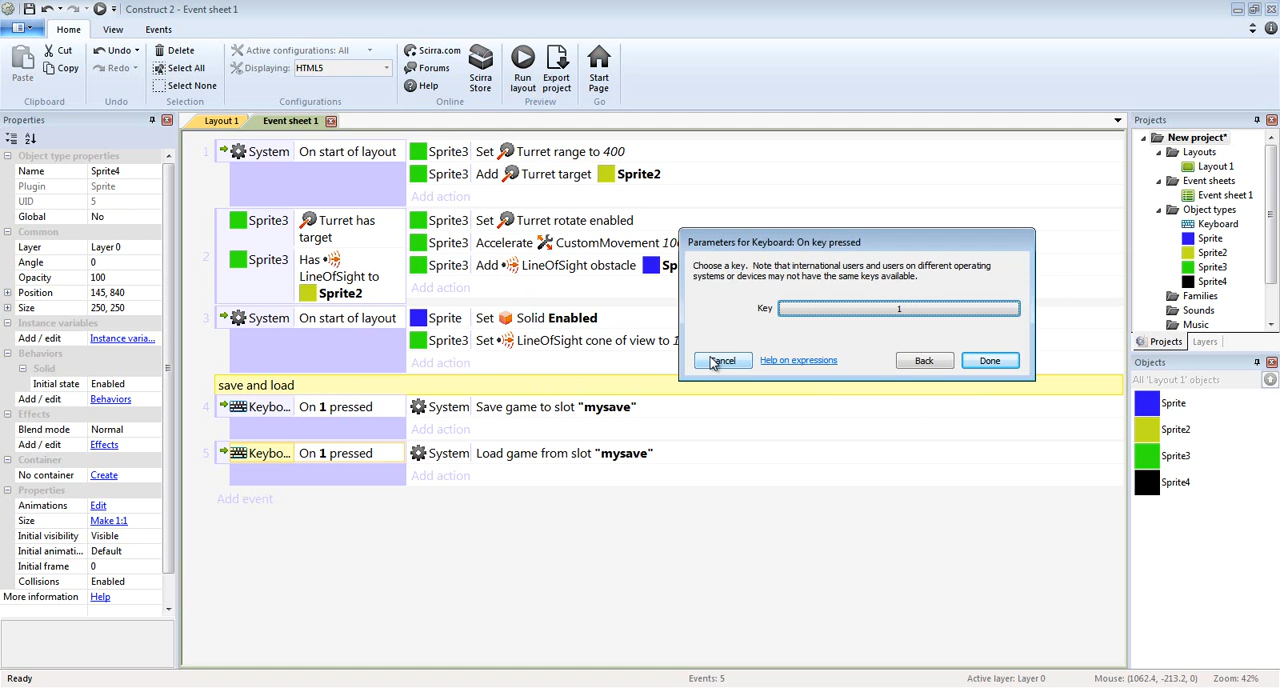 Construct 2 - Event sheet 1
Home
View
Events
Paste
Cut
Copy
Clipboard
Undo
Redo
Undo
Delete
Select All
Select None
Selection
Active configurations: All
Displaying: HTML5
Configurations
Scirra.com
Forums
Help
Scirra Store
Online
Run layout
Export project
Preview
Start Page
Go
Properties
Object type properties
Name Sprite4
Plugin Sprite
UID 5
Global No
Common
Layer Layer 0
Angle 0
Opacity 100
Position 145, 840
Size 250, 250
Instance variables
Add / edit Instance varia...
Behaviors
Solid
Initial state Enabled
Add / edit Behaviors
Effects
Blend mode Normal
Add / edit Effects
Container
No container Create
Properties
Animations Edit
Size Make 1:1
Initial visibility Visible
Initial animati... Default
Initial frame 0
Collisions Enabled
More information Help
Layout 1
Event sheet 1
1 System On start of layout Sprite3 Set Turret range to 400
Sprite3 Add Turret target Sprite2
Add action
2 Sprite3 Turret has target Sprite3 Set Turret rotate enabled
Sprite3 Accelerate CustomMovement
Sprite3 Has LineOfSight to Sprite2 Sprite3 Add LineOfSight obstacle Sp
Add action
3 System On start of layout Sprite Set Solid Enabled
Sprite3 Set LineOfSight cone of view to 1
Add action
save and load
4 Keybo... On 1 pressed System Save game to slot "mysave"
Add action
5 Keybo... On 1 pressed System Load game from slot "mysave"
Add action
Add event
Parameters for Keyboard: On key pressed
Choose a key. Note that international users and users on different operating
systems or devices may not have the same keys available.
Key 1
Cancel Help on expressions Back Done
Projects
New project*
Layouts
Layout 1
Event sheets
Event sheet 1
Object types
Keyboard
Sprite
Sprite2
Sprite3
Sprite4
Families
Sounds
Music
Projects Layers
Objects
All 'Layout 1' objects
Sprite
Sprite2
Sprite3
Sprite4
Ready
Events: 5
Active layer: Layer 0
Mouse: (1062.4, -213.2, 0)
Zoom: 42%